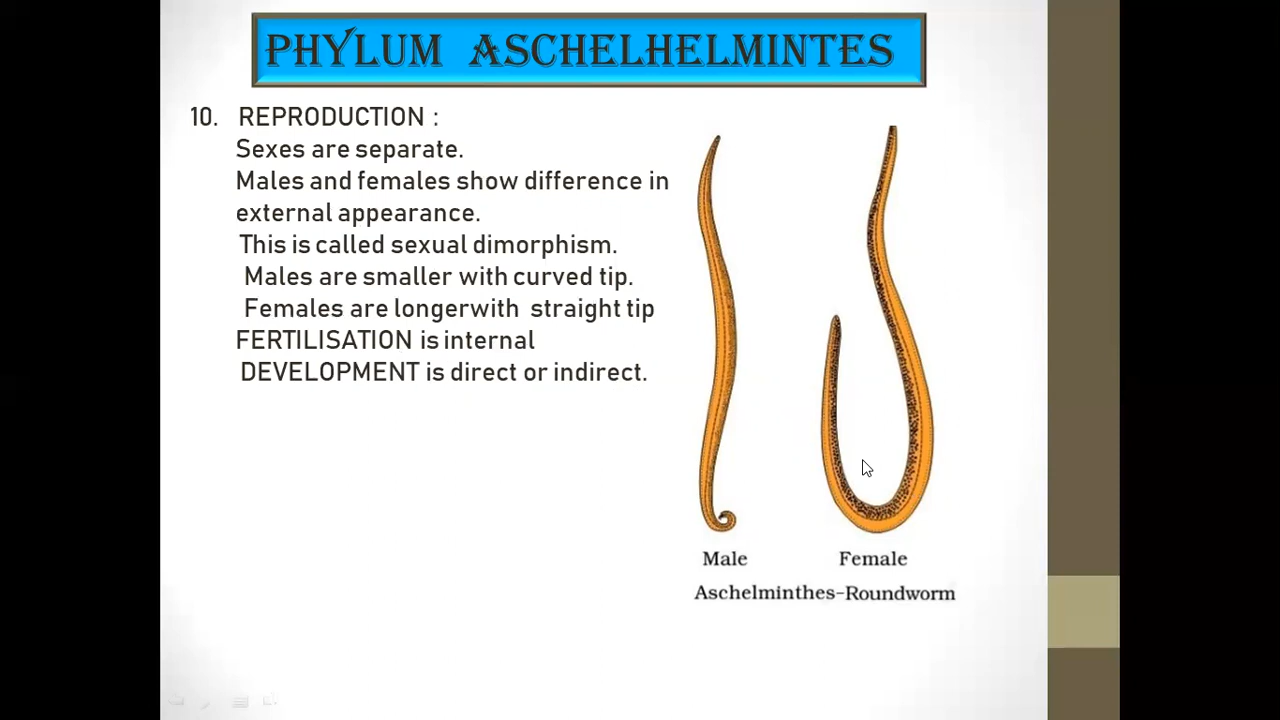 PHYLUM ASCHELHELMINTES
10. REPRODUCTION :
Sexes are separate.
Males and females show difference in
external appearance.
This is called sexual dimorphism.
Males are smaller with curved tip.
Females are longerwith straight tip
FERTILISATION is internal
DEVELOPMENT is direct or indirect.
Male Female
Aschelminthes-Roundworm